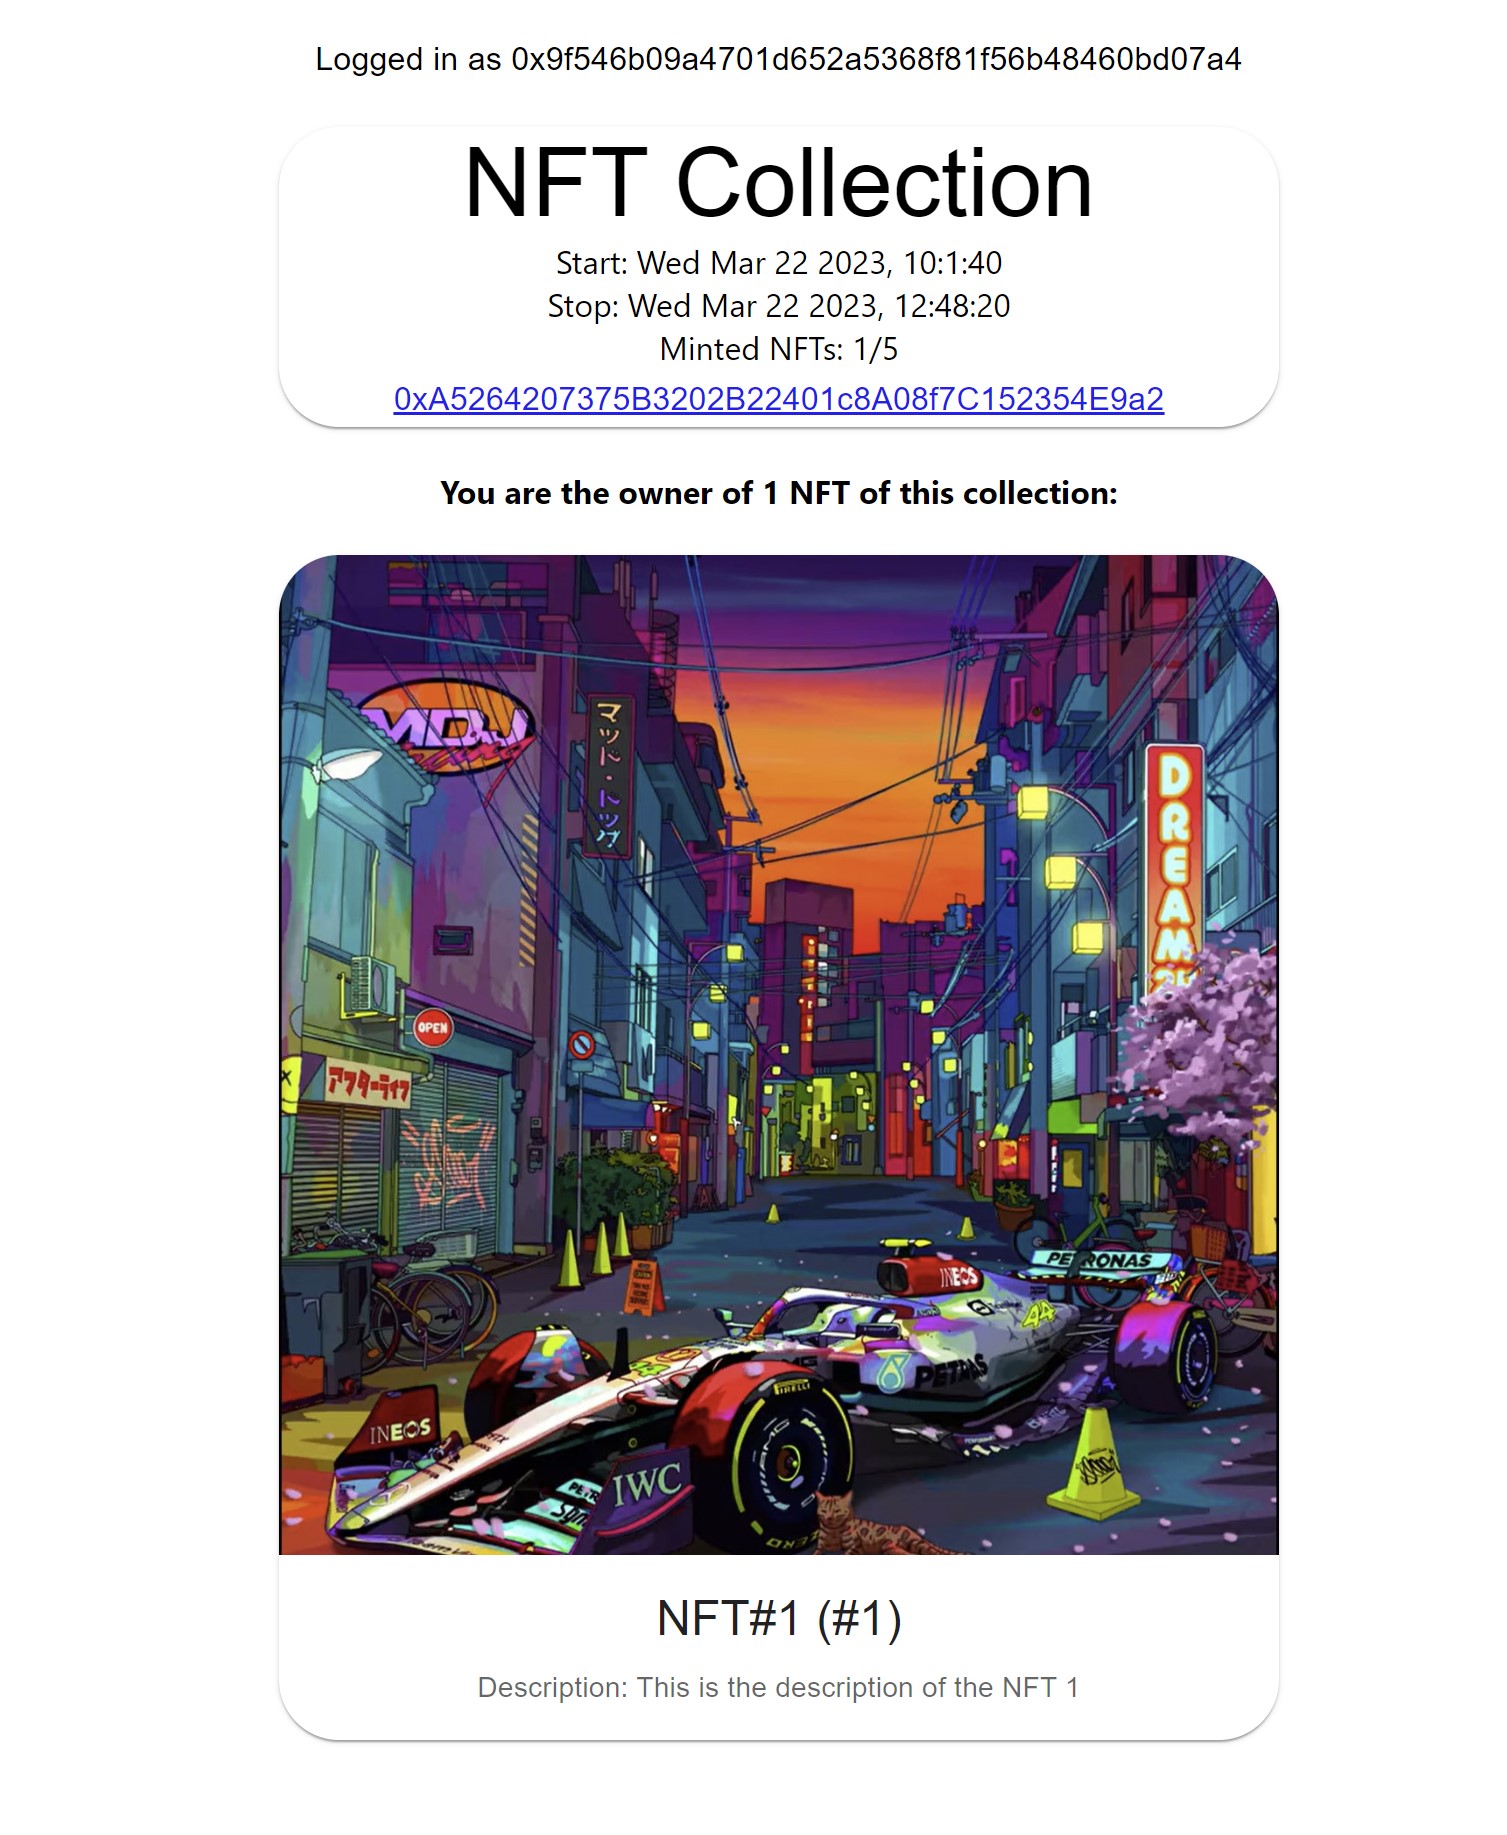 Logged in as 0x9f546b09a4701d652a5368f81f56b48460bd07a4
NFT Collection
Start: Wed Mar 22 2023, 10:1:40
Stop: Wed Mar 22 2023, 12:48:20
Minted NFTs: 1/5
0xA5264207375B3202B22401c8A08f7C152354E9a2
You are the owner of 1 NFT of this collection:
MDJ
マッド・ドッグ
DREAM
OPEN
アフターライフ
PETRONAS
INEOS
44
PIRELLI
INEOS
IWC
NFT#1 (#1)
Description: This is the description of the NFT 1